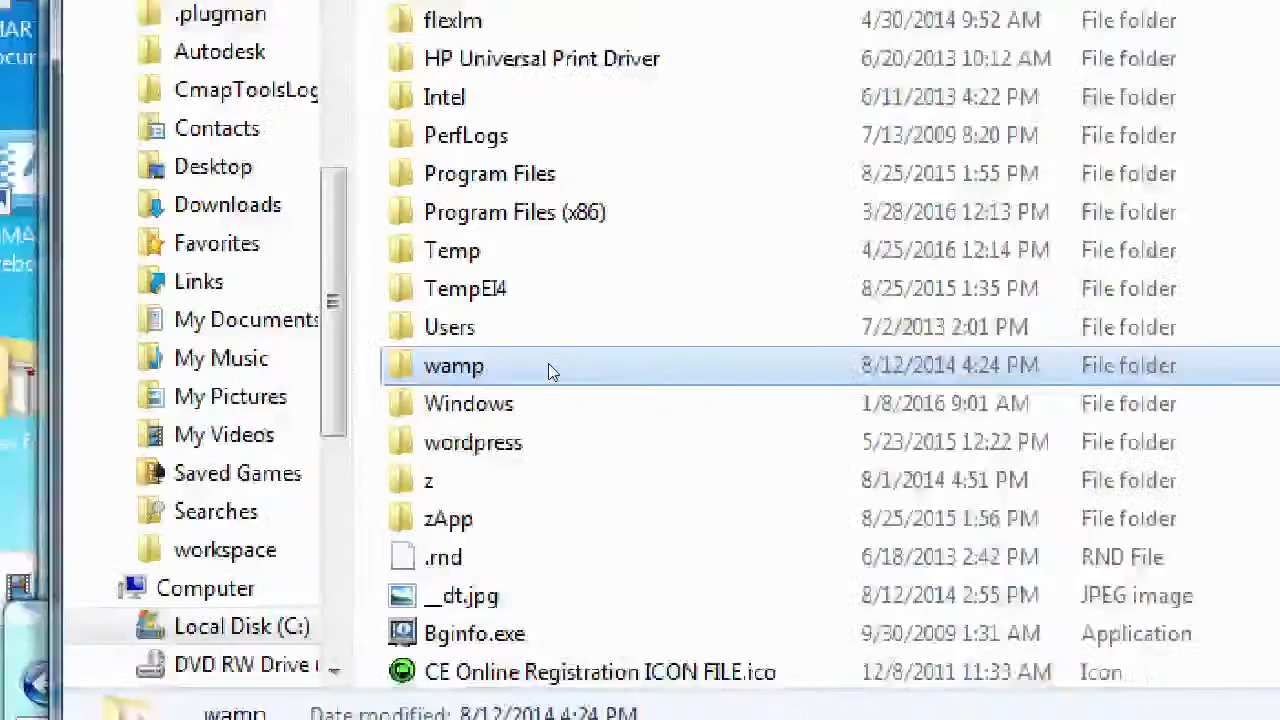 MAR
ocum
MA
ebo
.plugman
Autodesk
CmapToolsLog
Contacts
Desktop
Downloads
Favorites
Links
My Documents
My Music
My Pictures
My Videos
Saved Games
Searches
workspace
Computer
Local Disk (C:)
DVD RW Drive (
flexlm 4/30/2014 9:52 AM File folder
HP Universal Print Driver 6/20/2013 10:12 AM File folder
Intel 6/11/2013 4:22 PM File folder
PerfLogs 7/13/2009 8:20 PM File folder
Program Files 8/25/2015 1:55 PM File folder
Program Files (x86) 3/28/2016 12:13 PM File folder
Temp 4/25/2016 12:14 PM File folder
TempEI4 8/25/2015 1:35 PM File folder
Users 7/2/2013 2:01 PM File folder
wamp 8/12/2014 4:24 PM File folder
Windows 1/8/2016 9:01 AM File folder
wordpress 5/23/2015 12:22 PM File folder
z 8/1/2014 4:51 PM File folder
zApp 8/25/2015 1:56 PM File folder
.rnd 6/18/2013 2:42 PM RND File
__dt.jpg 8/12/2014 2:55 PM JPEG image
Bginfo.exe 9/30/2009 1:31 AM Application
CE Online Registration ICON FILE.ico 12/8/2011 11:33 AM Icon
wamp Date modified: 8/12/2014 4:24 PM